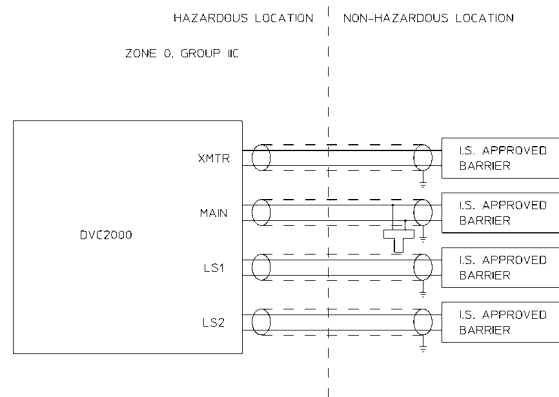 HAZARDOUS LOCATION
NON-HAZARDOUS LOCATION
ZONE 0, GROUP IIC
DVC2000
XMTR
I.S. APPROVED
BARRIER
MAIN
I.S. APPROVED
BARRIER
LS1
I.S. APPROVED
BARRIER
LS2
I.S. APPROVED
BARRIER